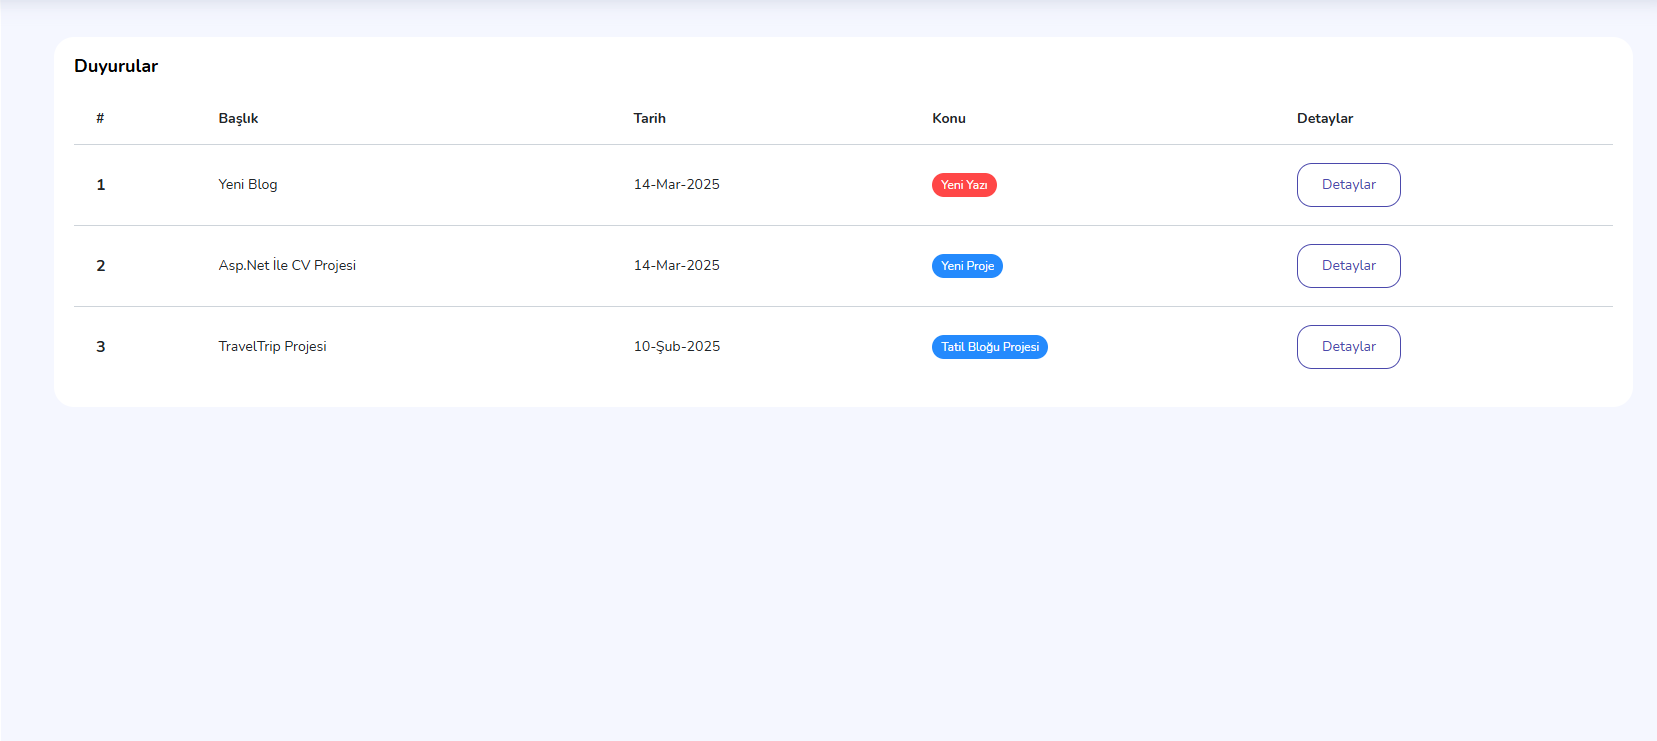 Duyurular
# Başlık Tarih Konu Detaylar
1 Yeni Blog 14-Mar-2025 Yeni Yazı Detaylar
2 Asp.Net İle CV Projesi 14-Mar-2025 Yeni Proje Detaylar
3 TravelTrip Projesi 10-Şub-2025 Tatil Bloğu Projesi Detaylar